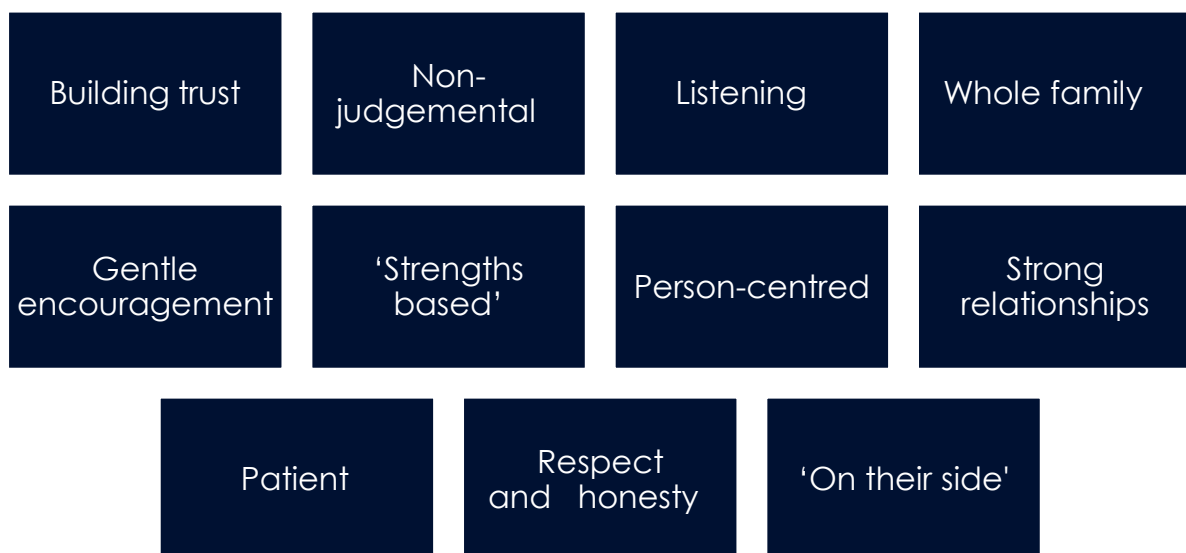 Building trust
Non-
judgemental
Listening
Whole family
Gentle
encouragement
‘Strengths
based’
Person-centred
Strong
relationships
Patient
Respect
and honesty
‘On their side'